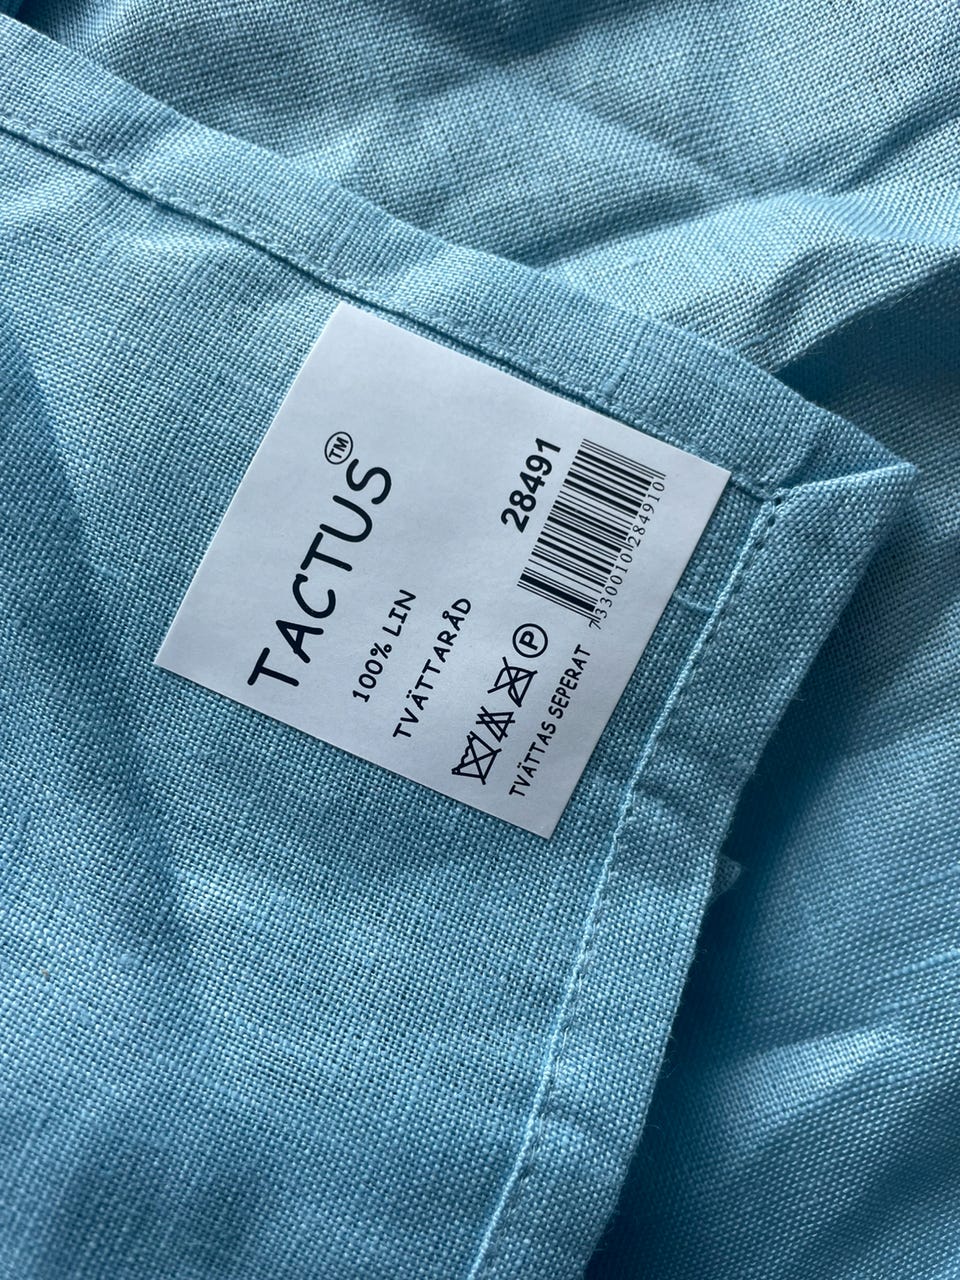 TACTUS™
100% LIN
TVÄTTARÅD
P
TVÄTTAS SEPERAT
28491
7330010284910